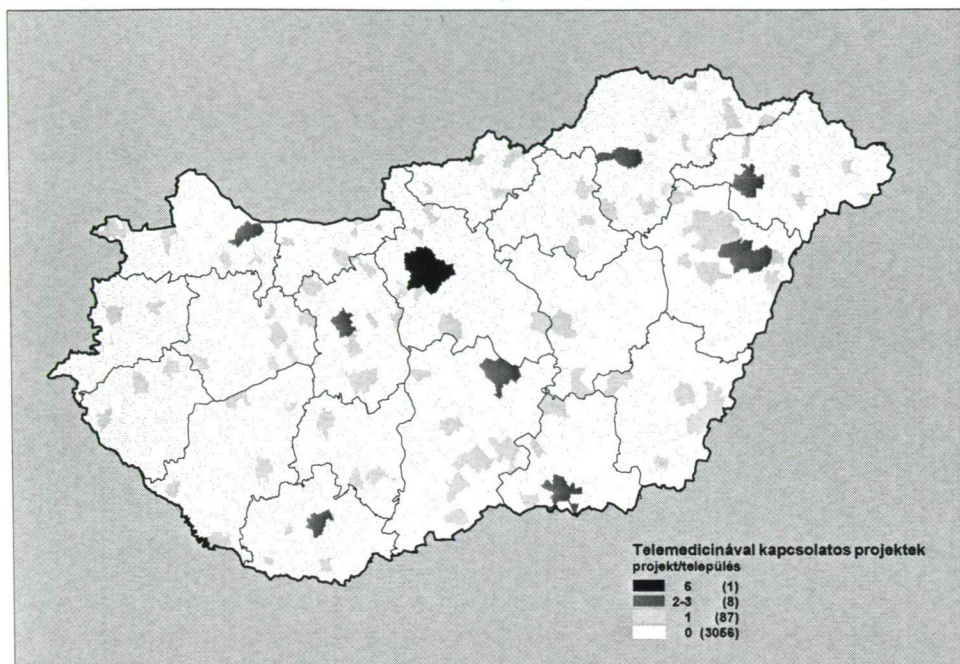 Telemedicinával kapcsolatos projektek
projekt/település
6 (1)
2-3 (8)
1 (87)
0 (3056)